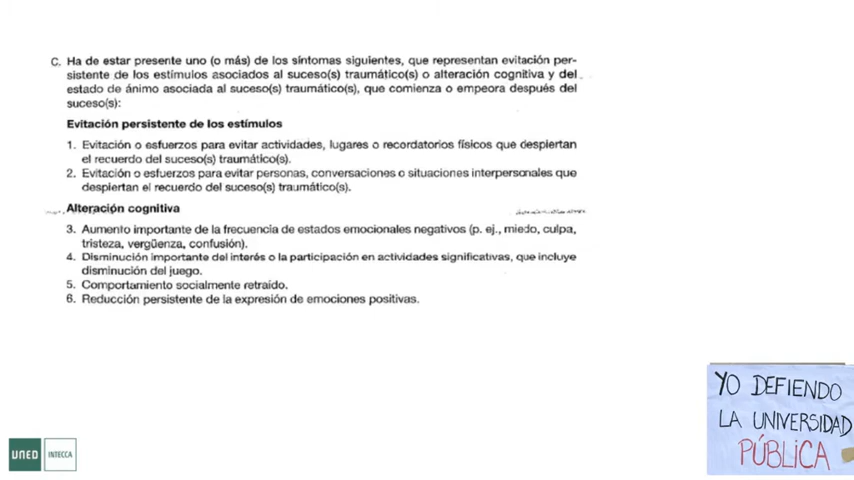 C. Ha de estar presente uno (o más) de los síntomas siguientes, que representan evitación per-
sistente de los estímulos asociados al suceso(s) traumático(s) o alteración cognitiva y del
estado de ánimo asociada al suceso(s) traumático(s), que comienza o empeora después del
suceso(s):
Evitación persistente de los estímulos
1. Evitación o esfuerzos para evitar actividades, lugares o recordatorios físicos que despiertan
el recuerdo del suceso(s) traumático(s).
2. Evitación o esfuerzos para evitar personas, conversaciones o situaciones interpersonales que
despiertan el recuerdo del suceso(s) traumático(s).
Alteración cognitiva
3. Aumento importante de la frecuencia de estados emocionales negativos (p. ej., miedo, culpa,
tristeza, vergüenza, confusión).
4. Disminución importante del interés o la participación en actividades significativas, que incluye
disminución del juego.
5. Comportamiento socialmente retraído.
6. Reducción persistente de la expresión de emociones positivas.
YO DEFIENDO
LA UNIVERSIDAD
PÚBLICA
UNED INTECCA